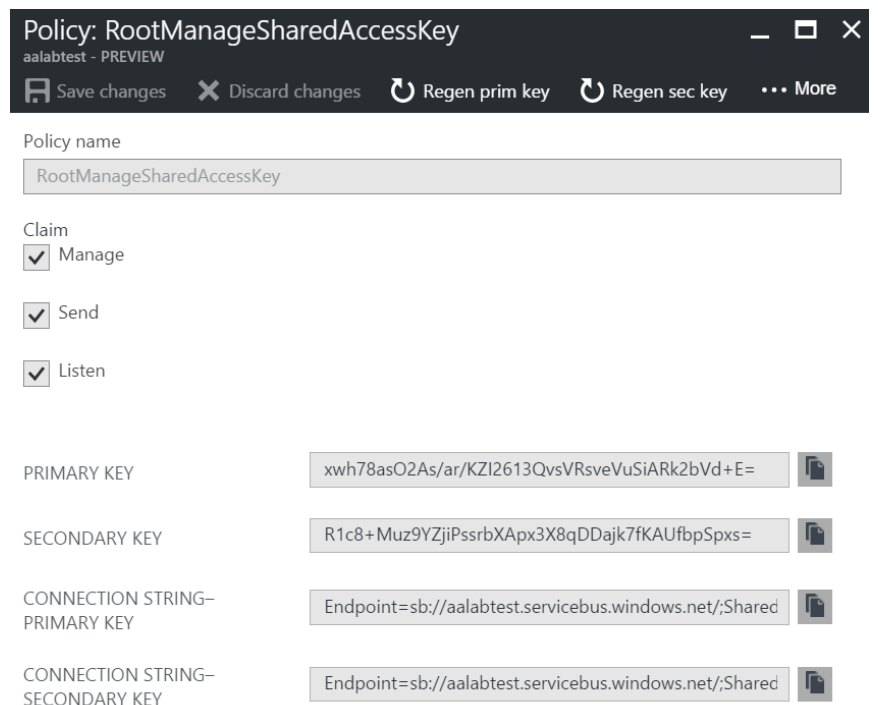 Policy: RootManageSharedAccessKey
aalabtest - PREVIEW
Save changes Discard changes Regen prim key Regen sec key ••• More
Policy name
RootManageSharedAccessKey
Claim
Manage
Send
Listen
PRIMARY KEY xwh78asO2As/ar/KZI2613QvsVRsveVuSiARk2bVd+E=
SECONDARY KEY R1c8+Muz9YZjiPssrbXApx3X8qDDajk7fKAUfbpSpxs=
CONNECTION STRING–
PRIMARY KEY
Endpoint=sb://aalabtest.servicebus.windows.net/;Shared
CONNECTION STRING–
SECONDARY KEY
Endpoint=sb://aalabtest.servicebus.windows.net/;Shared